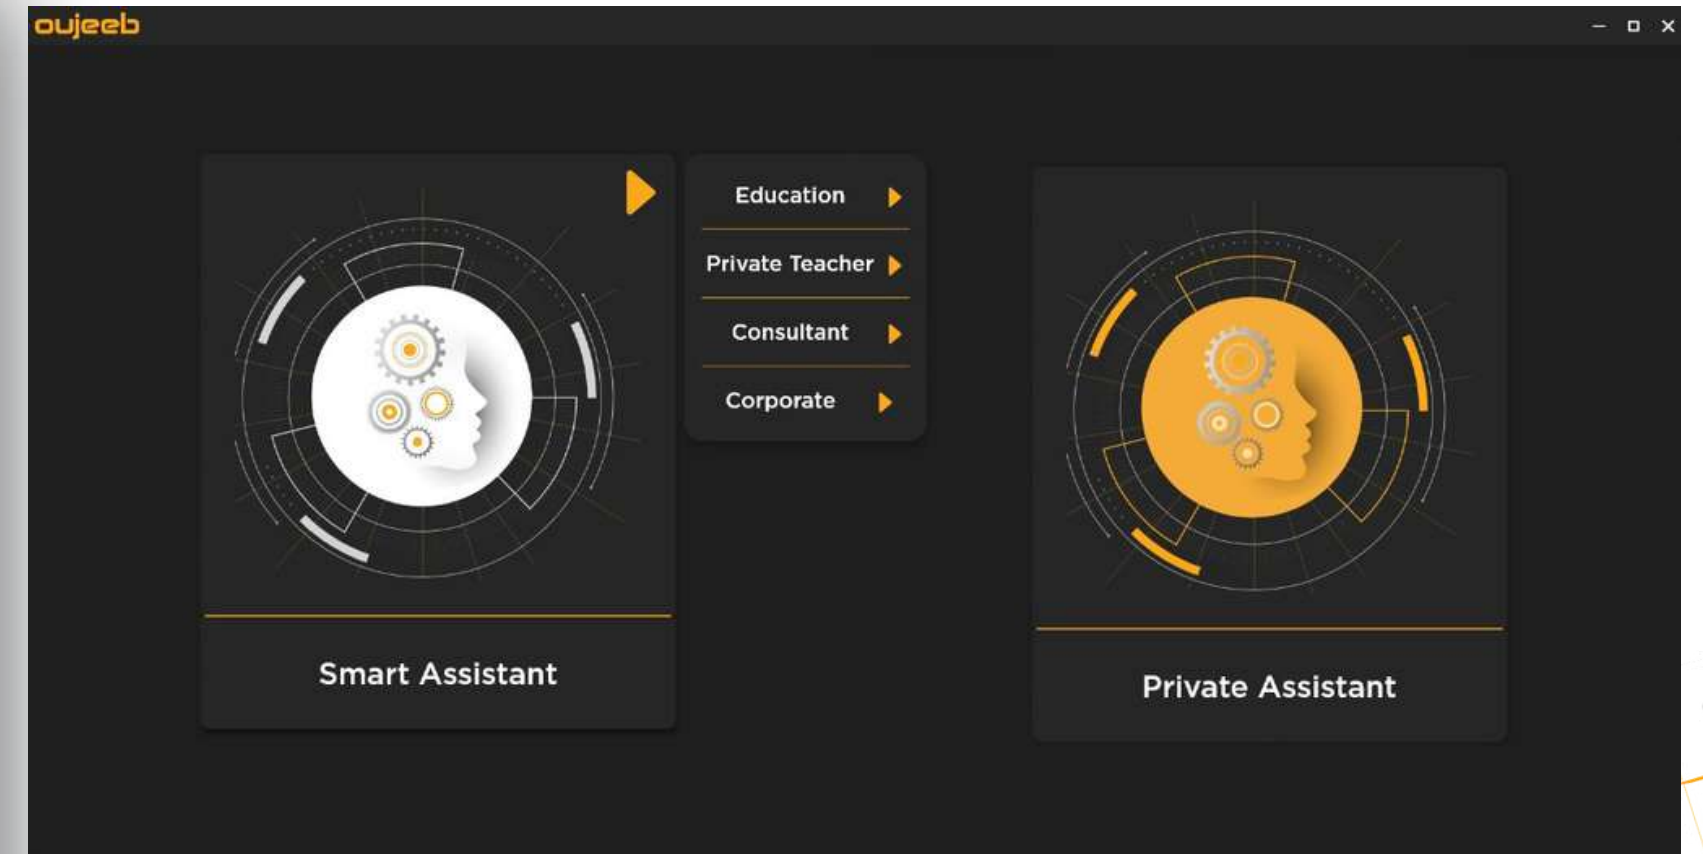 oujeeb
Education
Private Teacher
Consultant
Corporate
Smart Assistant
Private Assistant